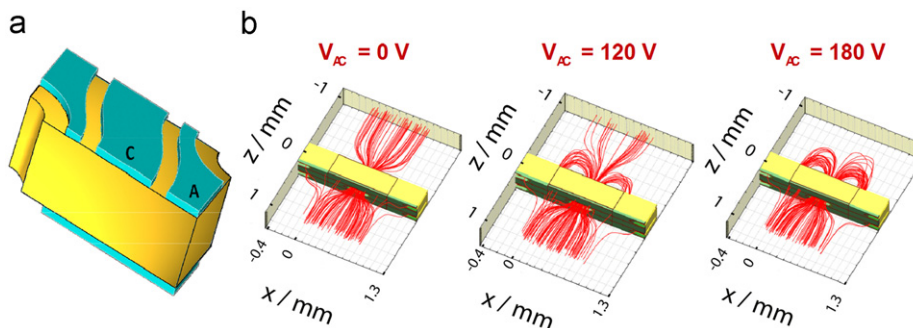 a
b
C
A
V_AC = 0 V
V_AC = 120 V
V_AC = 180 V
-1
0
1
z / mm
-0.4
0
1.3
x / mm
-1
0
1
z / mm
-0.4
0
1.3
x / mm
-1
0
1
z / mm
-0.4
0
1.3
x / mm